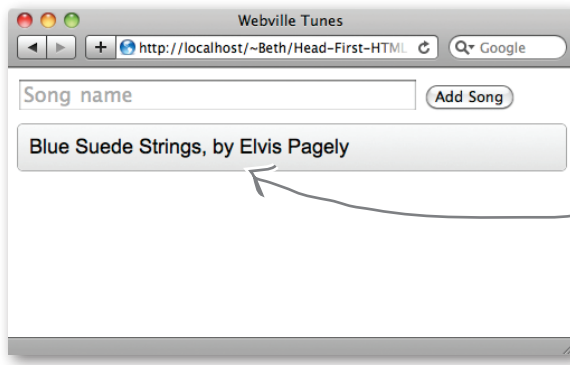 Webville Tunes
http://localhost/~Beth/Head-First-HTML
Google
Song name
Add Song
Blue Suede Strings, by Elvis Pagely